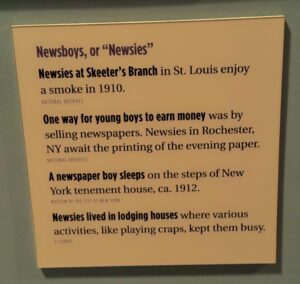 Newsboys, or "Newsies"
Newsies at Skeeter's Branch in St. Louis enjoy
a smoke in 1910.
NATIONAL ARCHIVES
One way for young boys to earn money was by
selling newspapers. Newsies in Rochester,
NY await the printing of the evening paper.
NATIONAL ARCHIVES
A newspaper boy sleeps on the steps of New
York tenement house, ca. 1912.
MUSEUM OF THE CITY OF NEW YORK
Newsies lived in lodging houses where various
activities, like playing craps, kept them busy.